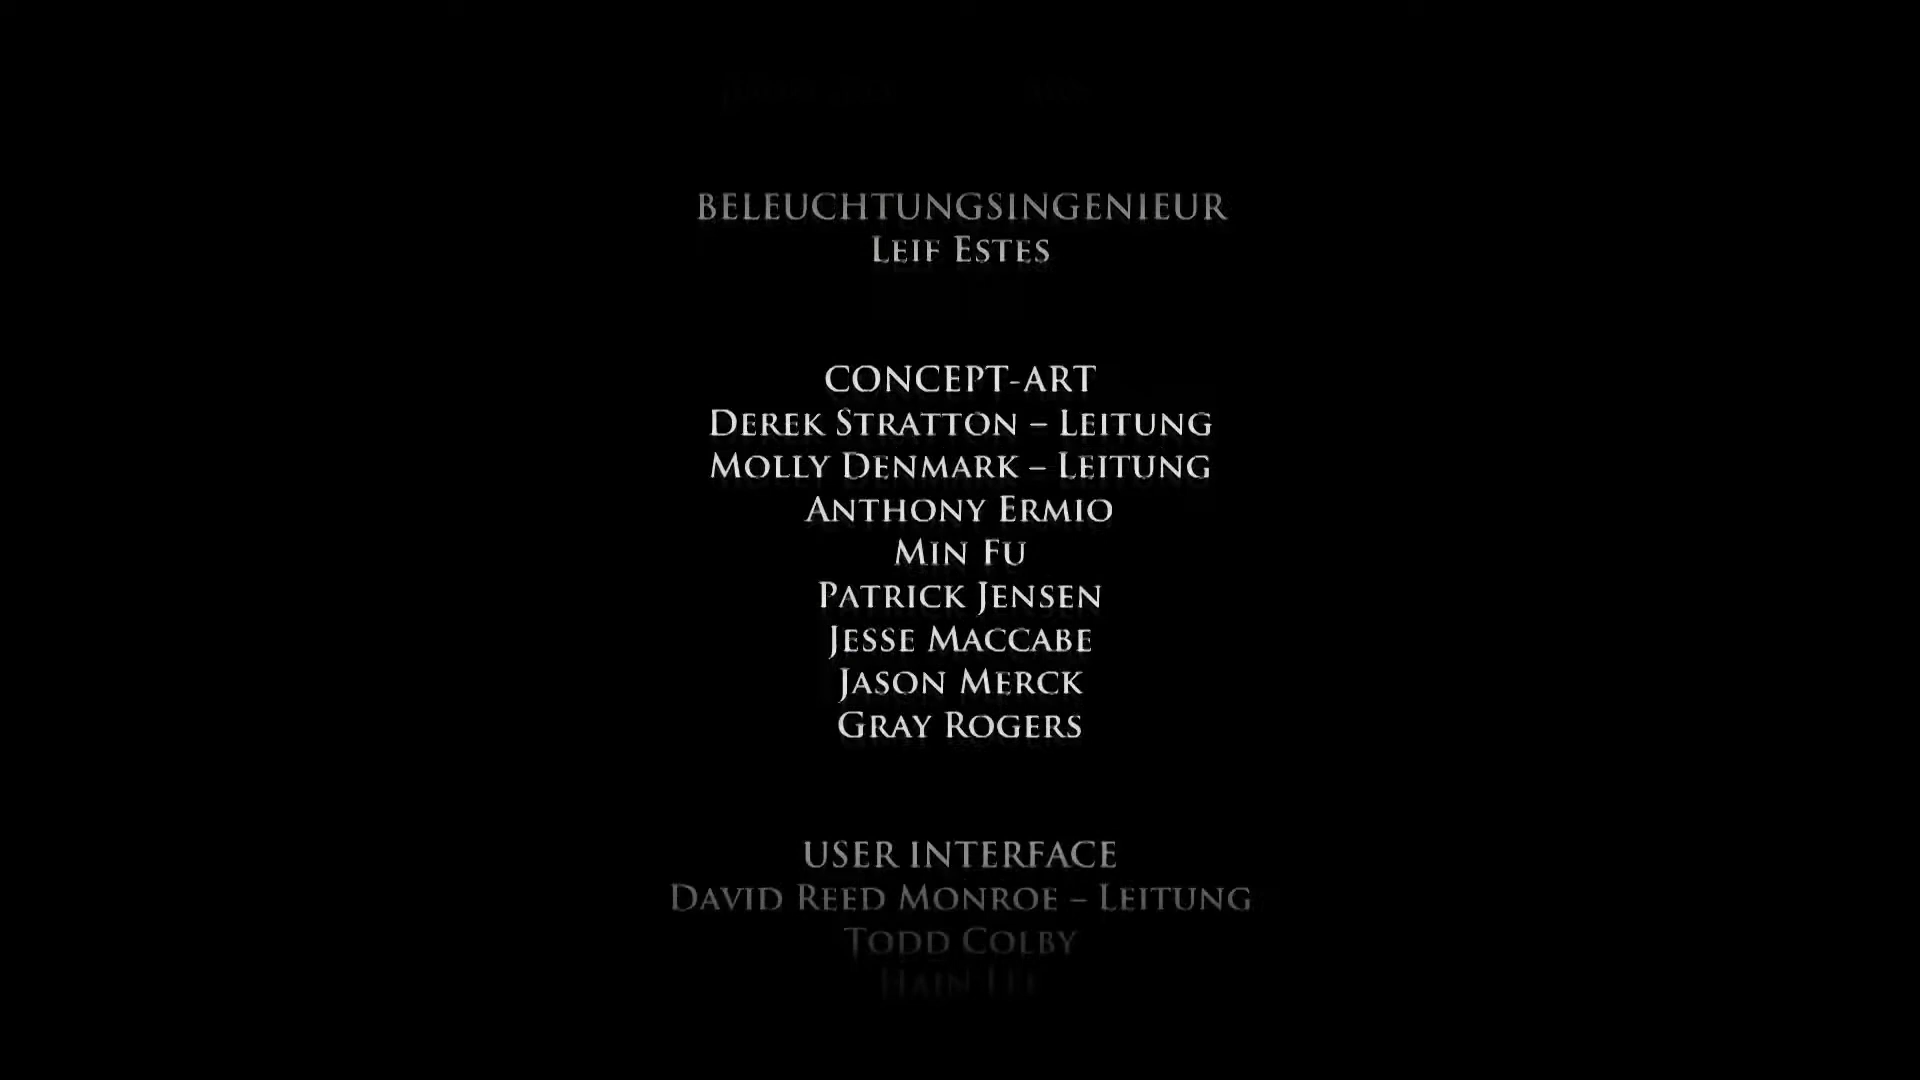 BELEUCHTUNGSINGENIEUR
LEIF ESTES
CONCEPT-ART
DEREK STRATTON – LEITUNG
MOLLY DENMARK – LEITUNG
ANTHONY ERMIO
MIN FU
PATRICK JENSEN
JESSE MACCABE
JASON MERCK
GRAY ROGERS
USER INTERFACE
DAVID REED MONROE – LEITUNG
TODD COLBY
HAIN